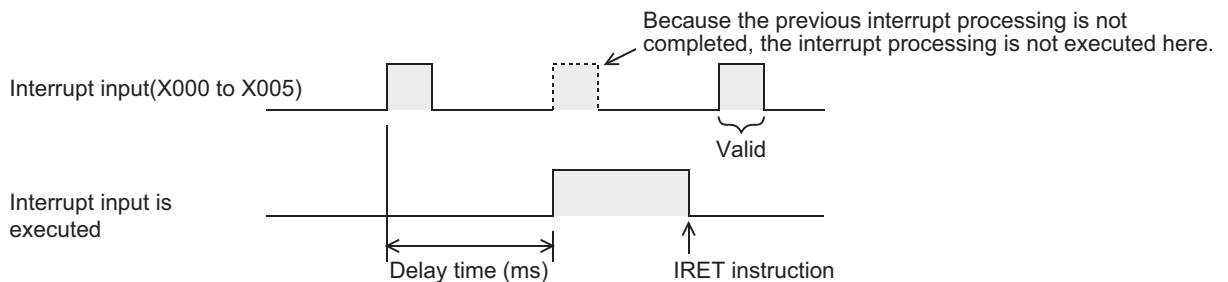 Because the previous interrupt processing is not
completed, the interrupt processing is not executed here.
Interrupt input(X000 to X005)
Valid
Interrupt input is
executed
Delay time (ms)
IRET instruction